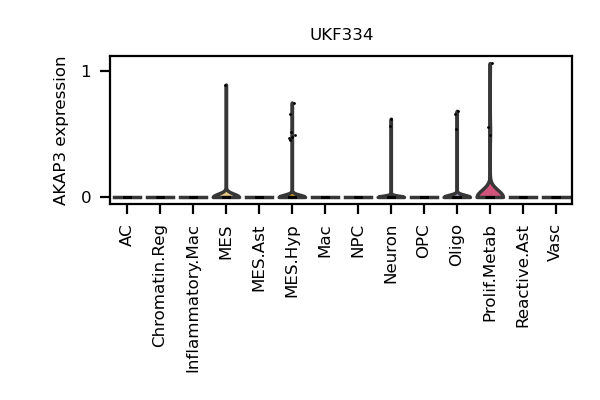 UKF334
AKAP3 expression
1
0
AC
Chromatin.Reg
Inflammatory.Mac
MES
MES.Ast
MES.Hyp
Mac
NPC
Neuron
OPC
Oligo
Prolif.Metab
Reactive.Ast
Vasc